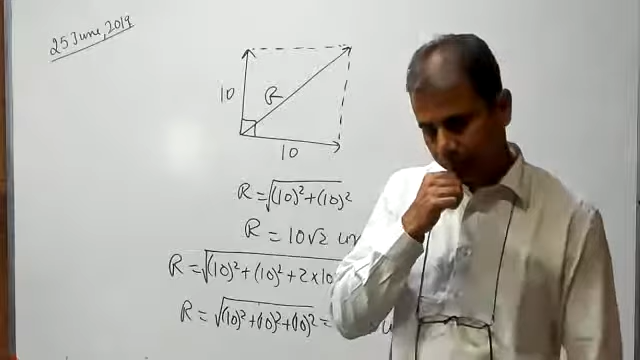 25 June, 2019
10
R
10
R = √(10)² + (10)²
R = 10√2
R = √(10)² + (10)² + 2×10
R = √(10)² + (10)² + (10)² =